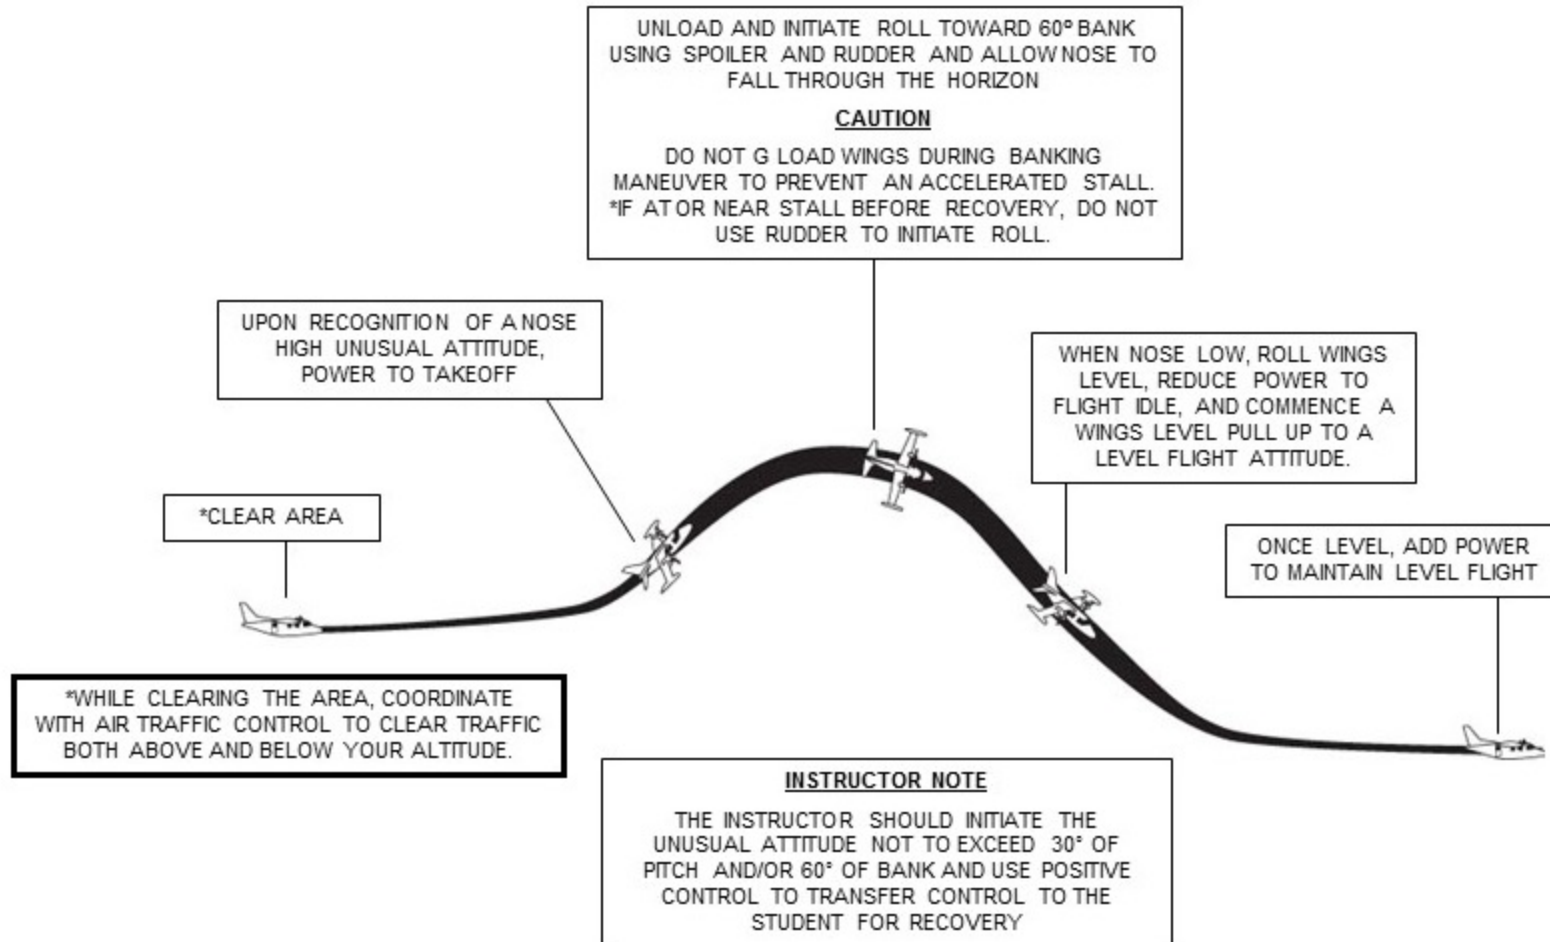 UNLOAD AND INITIATE ROLL TOWARD 60º BANK
USING SPOILER AND RUDDER AND ALLOW NOSE TO
FALL THROUGH THE HORIZON
CAUTION
DO NOT G LOAD WINGS DURING BANKING
MANEUVER TO PREVENT AN ACCELERATED STALL.
*IF AT OR NEAR STALL BEFORE RECOVERY, DO NOT
USE RUDDER TO INITIATE ROLL.
UPON RECOGNITION OF A NOSE
HIGH UNUSUAL ATTITUDE,
POWER TO TAKEOFF
WHEN NOSE LOW, ROLL WINGS
LEVEL, REDUCE POWER TO
FLIGHT IDLE, AND COMMENCE A
WINGS LEVEL PULL UP TO A
LEVEL FLIGHT ATTITUDE.
*CLEAR AREA
ONCE LEVEL, ADD POWER
TO MAINTAIN LEVEL FLIGHT
*WHILE CLEARING THE AREA, COORDINATE
WITH AIR TRAFFIC CONTROL TO CLEAR TRAFFIC
BOTH ABOVE AND BELOW YOUR ALTITUDE.
INSTRUCTOR NOTE
THE INSTRUCTOR SHOULD INITIATE THE
UNUSUAL ATTITUDE NOT TO EXCEED 30° OF
PITCH AND/OR 60° OF BANK AND USE POSITIVE
CONTROL TO TRANSFER CONTROL TO THE
STUDENT FOR RECOVERY